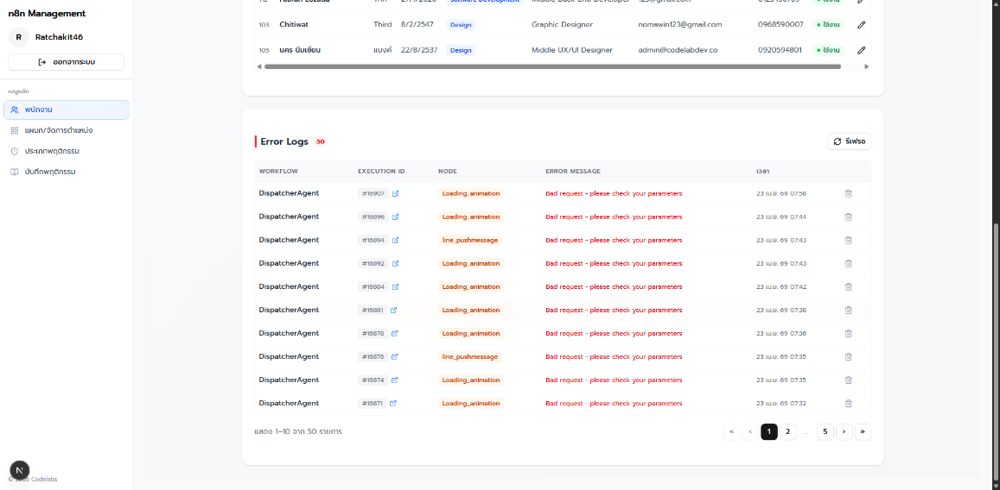 n8n Management
R Ratchakit46
ออกจากระบบ
เมนูหลัก
พนักงาน
แผนก/จัดการตำแหน่ง
ประเภทพฤติกรรม
บันทึกพฤติกรรม
N
Codelabs
103 Chitiwat Third 8/2/2547 Design Graphic Designer nomawin123@gmail.com 0968590007 ใช้งาน
105 นคร นิ่มเซียน แบงค์ 22/8/2537 Design Middle UX/UI Designer admin@codelabdev.co 0920594801 ใช้งาน
Error Logs 50 รีเฟรช
WORKFLOW EXECUTION ID NODE ERROR MESSAGE เวลา
DispatcherAgent #16907 Loading_animation Bad request - please check your parameters 23 เม.ย. 69 07:58
DispatcherAgent #16896 Loading_animation Bad request - please check your parameters 23 เม.ย. 69 07:44
DispatcherAgent #16894 line_pushmessage Bad request - please check your parameters 23 เม.ย. 69 07:43
DispatcherAgent #16892 Loading_animation Bad request - please check your parameters 23 เม.ย. 69 07:43
DispatcherAgent #16884 Loading_animation Bad request - please check your parameters 23 เม.ย. 69 07:42
DispatcherAgent #16881 Loading_animation Bad request - please check your parameters 23 เม.ย. 69 07:38
DispatcherAgent #16878 Loading_animation Bad request - please check your parameters 23 เม.ย. 69 07:36
DispatcherAgent #16876 line_pushmessage Bad request - please check your parameters 23 เม.ย. 69 07:35
DispatcherAgent #16874 Loading_animation Bad request - please check your parameters 23 เม.ย. 69 07:35
DispatcherAgent #16871 Loading_animation Bad request - please check your parameters 23 เม.ย. 69 07:32
แสดง 1–10 จาก 50 รายการ « ‹ 1 2 ... 5 › »